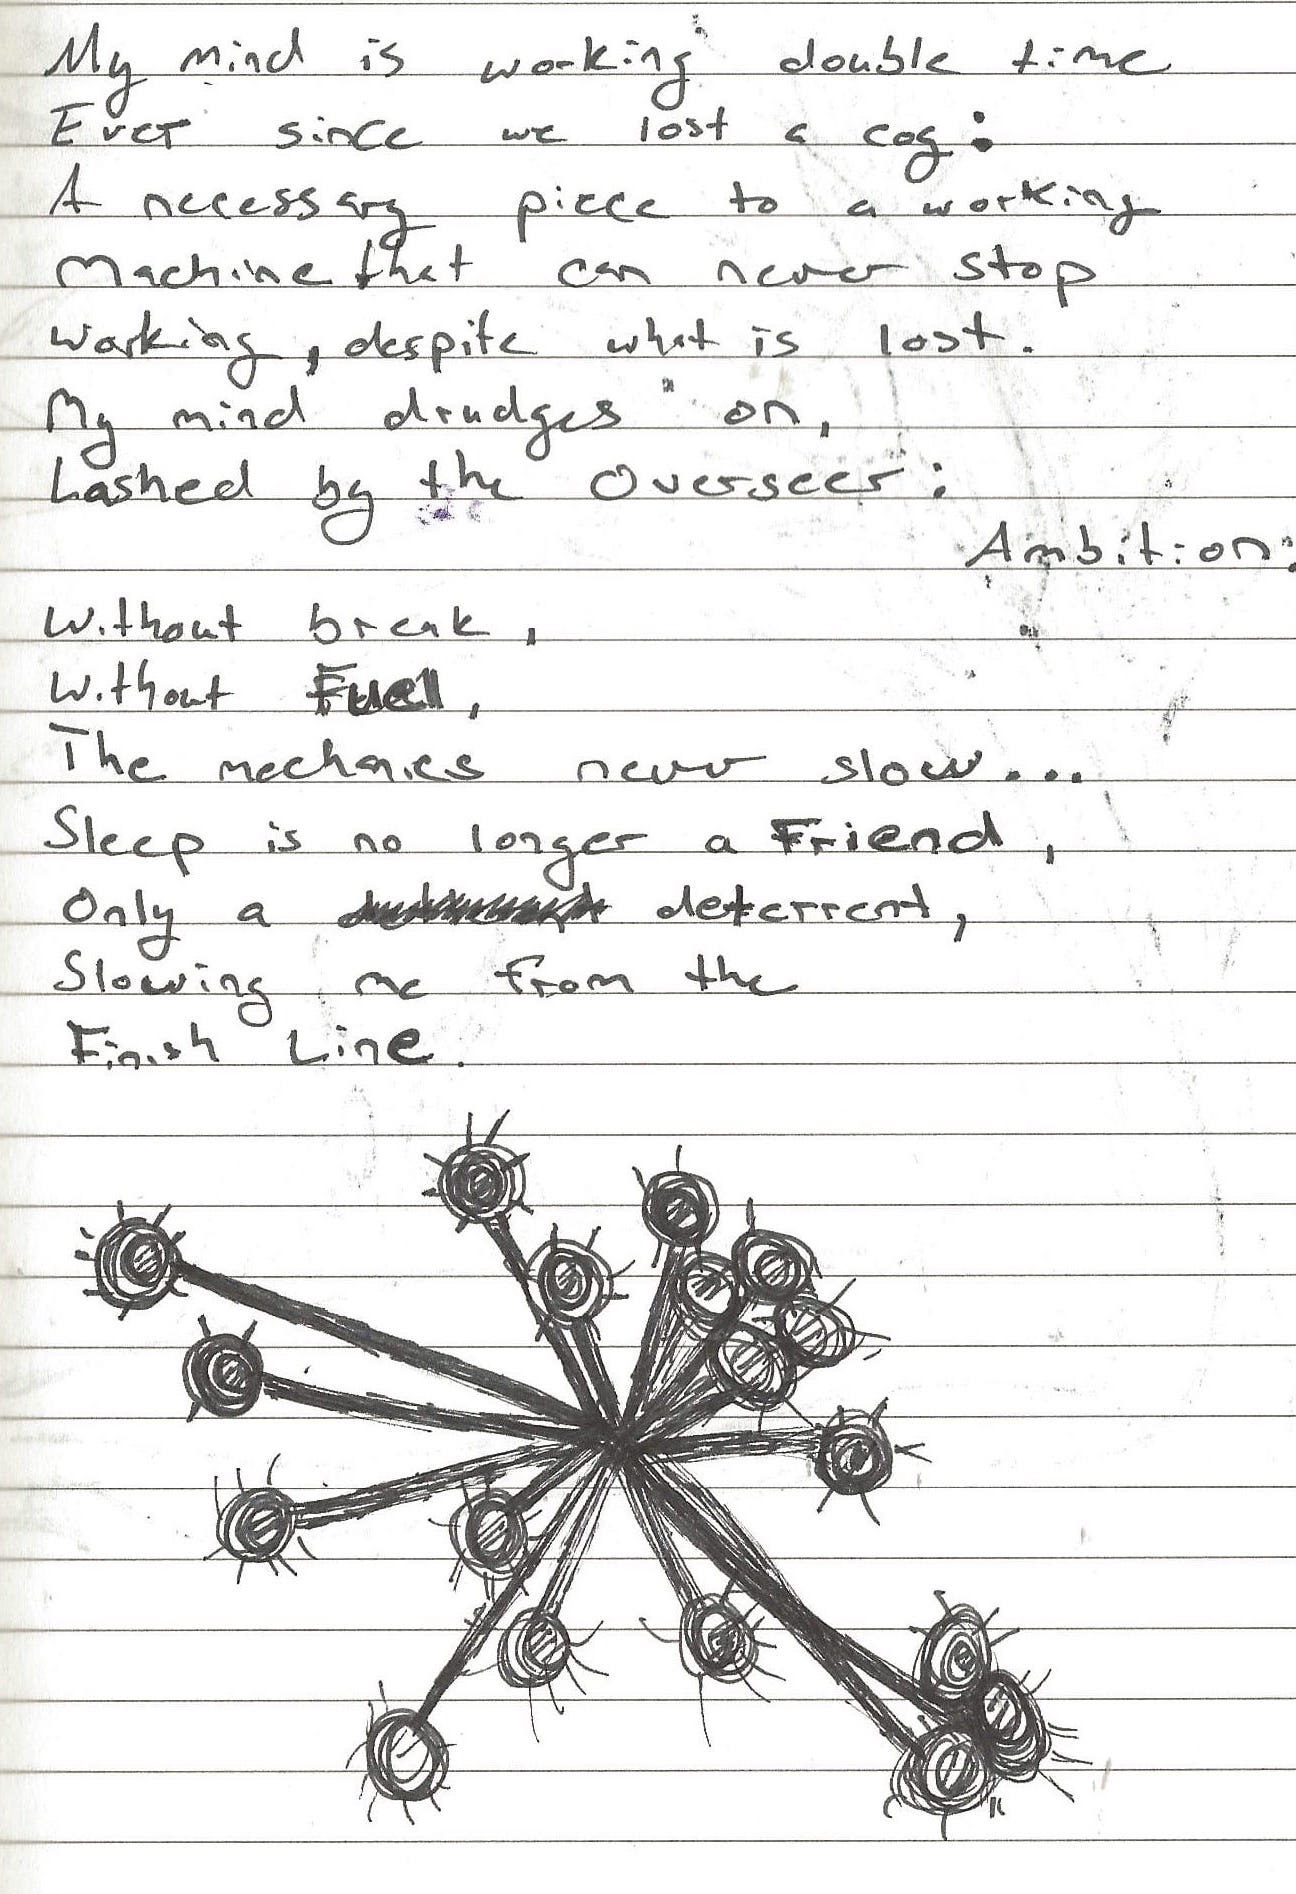 My mind is working double time
Ever since we lost a cog:
A necessary piece to a working
Machine that can never stop
working, despite what is lost.
My mind drudges on,
Lashed by the Overseer:
Ambition:
Without break,
Without Fuel,
The mechanics never slow...
Sleep is no longer a Friend,
Only a deterrent,
Slowing me from the
Finish Line.